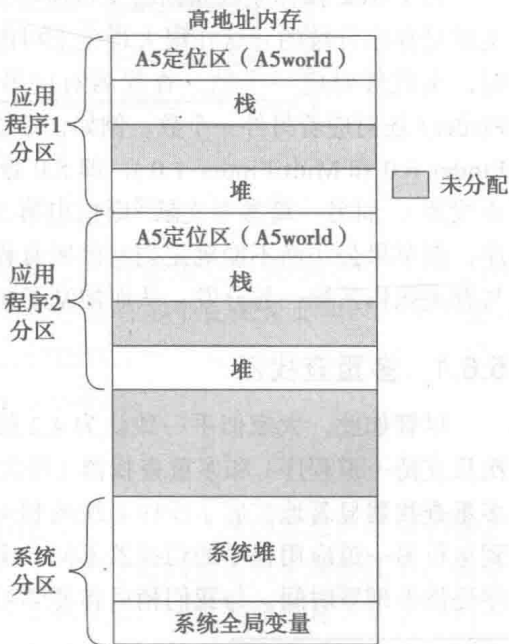 高地址内存
A5定位区（A5world）
栈
应用
程序1
分区
堆
未分配
A5定位区（A5world）
栈
应用
程序2
分区
堆
系统堆
系统
分区
系统全局变量